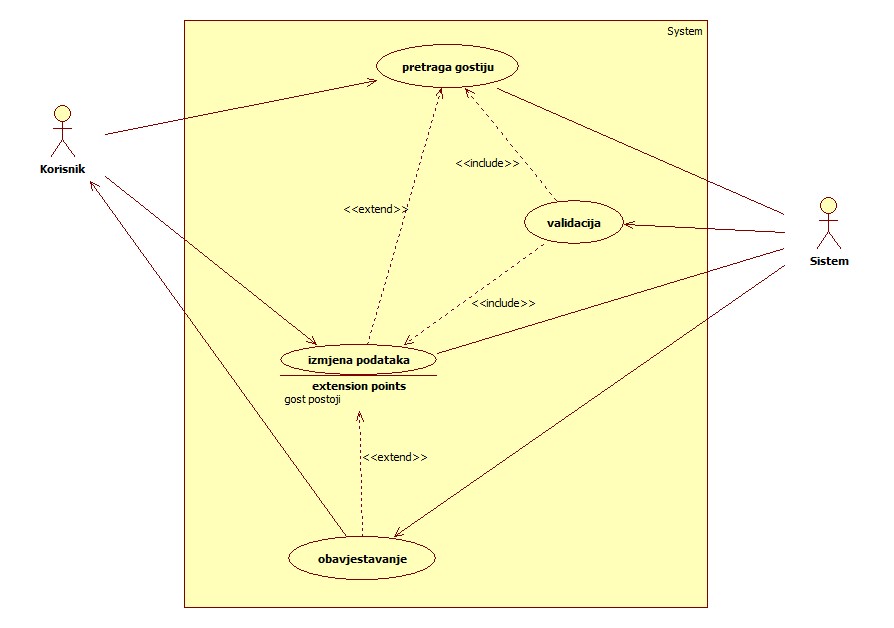 System
pretraga gostiju
Korisnik
<<include>>
<<extend>>
validacija
Sistem
<<include>>
izmjena podataka
extension points
gost postoji
<<extend>>
obavjestavanje